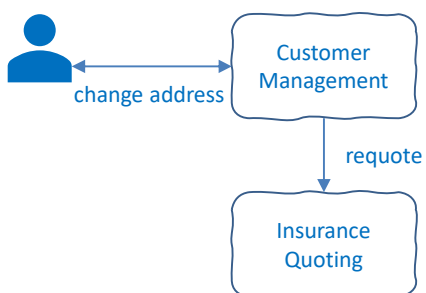 Customer
Management
change address
requote
Insurance
Quoting